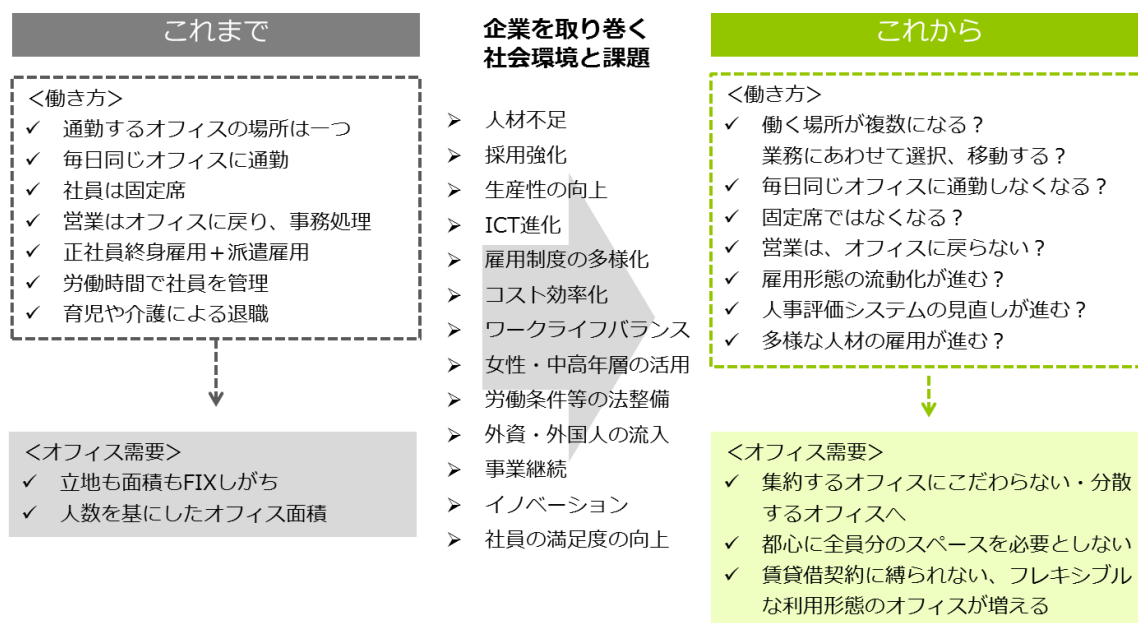 これまで
＜働き方＞
✓ 通勤するオフィスの場所は一つ
✓ 毎日同じオフィスに通勤
✓ 社員は固定席
✓ 営業はオフィスに戻り、事務処理
✓ 正社員終身雇用＋派遣雇用
✓ 労働時間で社員を管理
✓ 育児や介護による退職
＜オフィス需要＞
✓ 立地も面積もFIXしがち
✓ 人数を基にしたオフィス面積
企業を取り巻く
社会環境と課題
➢ 人材不足
➢ 採用強化
➢ 生産性の向上
➢ ICT進化
➢ 雇用制度の多様化
➢ コスト効率化
➢ ワークライフバランス
➢ 女性・中高年層の活用
➢ 労働条件等の法整備
➢ 外資・外国人の流入
➢ 事業継続
➢ イノベーション
➢ 社員の満足度の向上
これから
＜働き方＞
✓ 働く場所が複数になる？
業務にあわせて選択、移動する？
✓ 毎日同じオフィスに通勤しなくなる？
✓ 固定席ではなくなる？
✓ 営業は、オフィスに戻らない？
✓ 雇用形態の流動化が進む？
✓ 人事評価システムの見直しが進む？
✓ 多様な人材の雇用が進む？
＜オフィス需要＞
✓ 集約するオフィスにこだわらない・分散
するオフィスへ
✓ 都心に全員分のスペースを必要としない
✓ 賃貸借契約に縛られない、フレキシブル
な利用形態のオフィスが増える